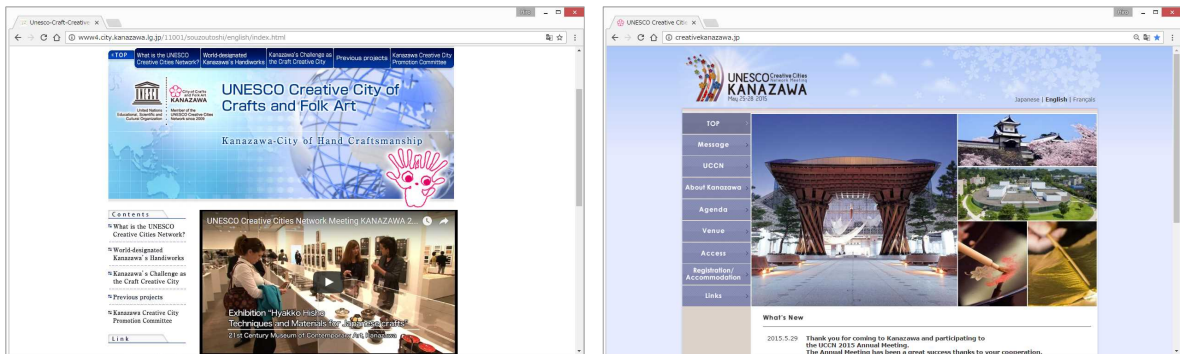 Unesco-Craft-Creative
www4.city.kanazawa.lg.jp/11001/souzoutoshi/english/index.html
TOP
What is the UNESCO
Creative Cities Network?
World-designated
Kanazawa's Handiworks
Kanazawa's Challenge as
the Craft Creative City
Previous projects
Kanazawa Creative City
Promotion Committee
UNESCO Creative City of
Crafts and Folk Art
City of Crafts
and Folk Art
KANAZAWA
United Nations
Educational, Scientific and
Cultural Organization
Member of the
UNESCO Creative Cities
Network since 2009
Kanazawa-City of Hand Craftsmanship
Contents
What is the UNESCO
Creative Cities Network?
World-designated
Kanazawa's Handiworks
Kanazawa's Challenge as
the Craft Creative City
Previous projects
Kanazawa Creative City
Promotion Committee
Link
UNESCO Creative Cities Network Meeting KANAZAWA 2...
Exhibition "Hyakko Hisho
Techniques and Materials for Japanese crafts"
21st Century Museum of Contemporary Art, Kanazawa
UNESCO Creative Citie
creativekanazawa.jp
UNESCO Creative Cities
Network Meeting
KANAZAWA
May 25-28 2015
Japanese | English | Français
TOP
Message
UCCN
About Kanazawa
Agenda
Venue
Access
Registration/
Accommodation
Links
What's New
2015.5.29 Thank you for coming to Kanazawa and participating to
the UCCN 2015 Annual Meeting.
The Annual Meeting has been a great success thanks to your cooperation.